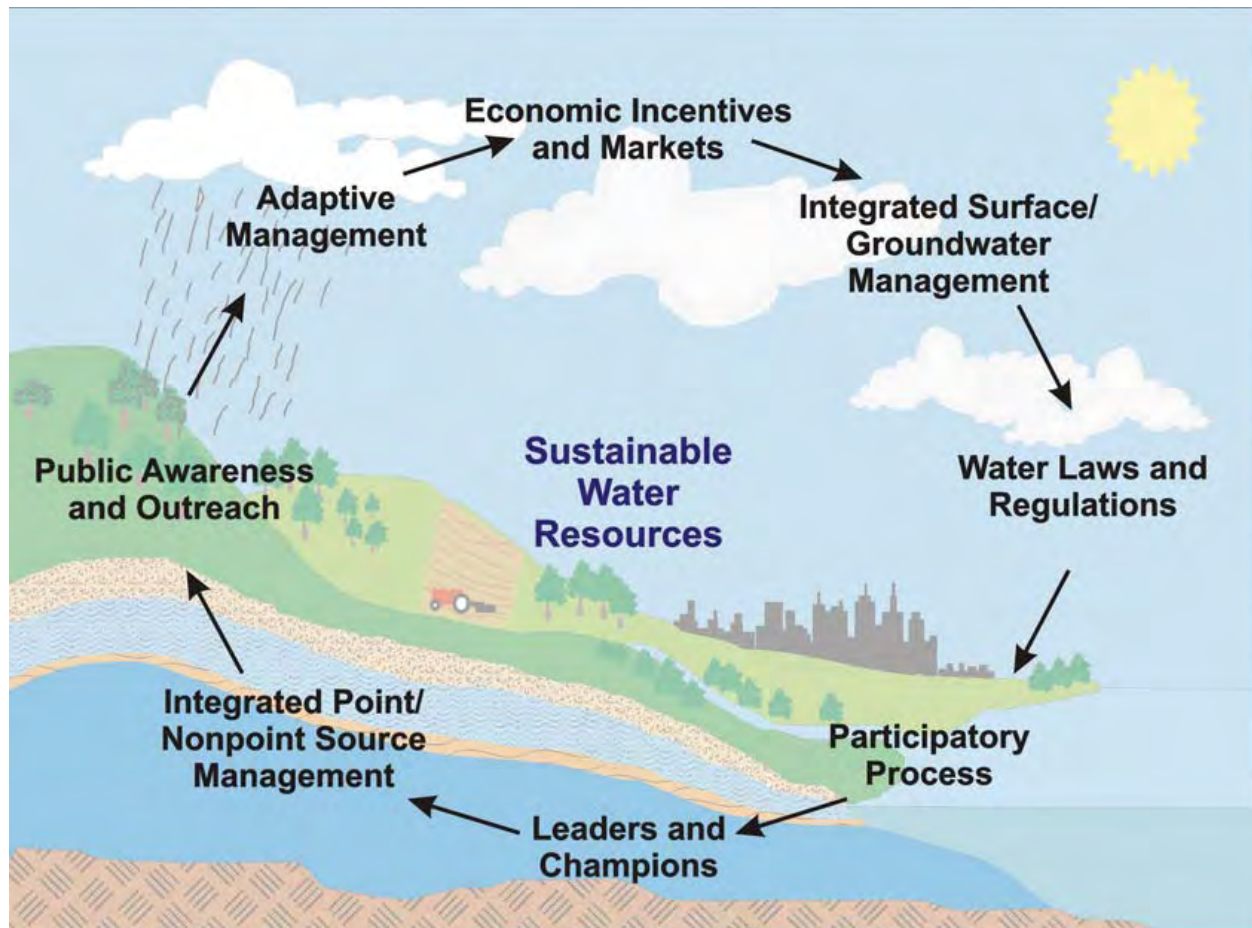 Economic Incentives
and Markets
Adaptive
Management
Integrated Surface/
Groundwater
Management
Sustainable
Water
Resources
Public Awareness
and Outreach
Water Laws and
Regulations
Integrated Point/
Nonpoint Source
Management
Participatory
Process
Leaders and
Champions